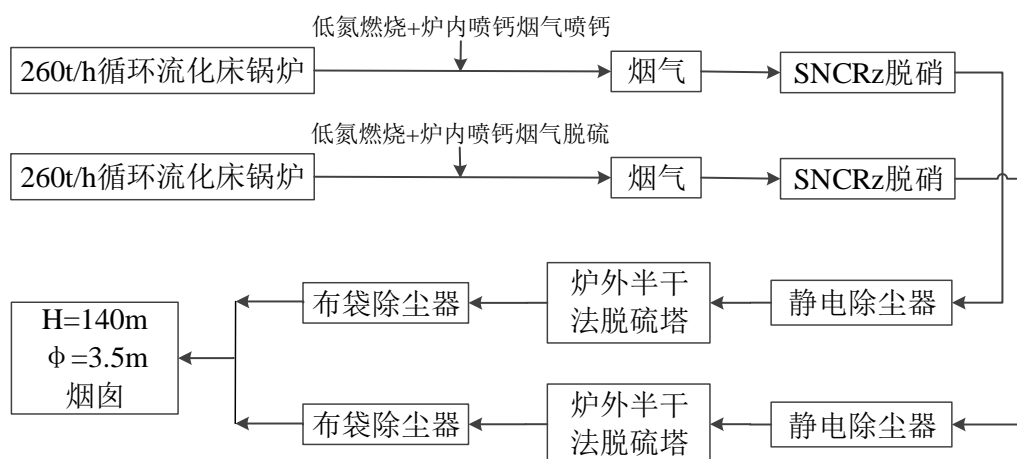 低氮燃烧+炉内喷钙烟气喷钙
260t/h循环流化床锅炉
烟气
SNCRz脱硝
低氮燃烧+炉内喷钙烟气脱硫
260t/h循环流化床锅炉
烟气
SNCRz脱硝
H=140m
ф=3.5m
烟囱
布袋除尘器
炉外半干
法脱硫塔
静电除尘器
布袋除尘器
炉外半干
法脱硫塔
静电除尘器